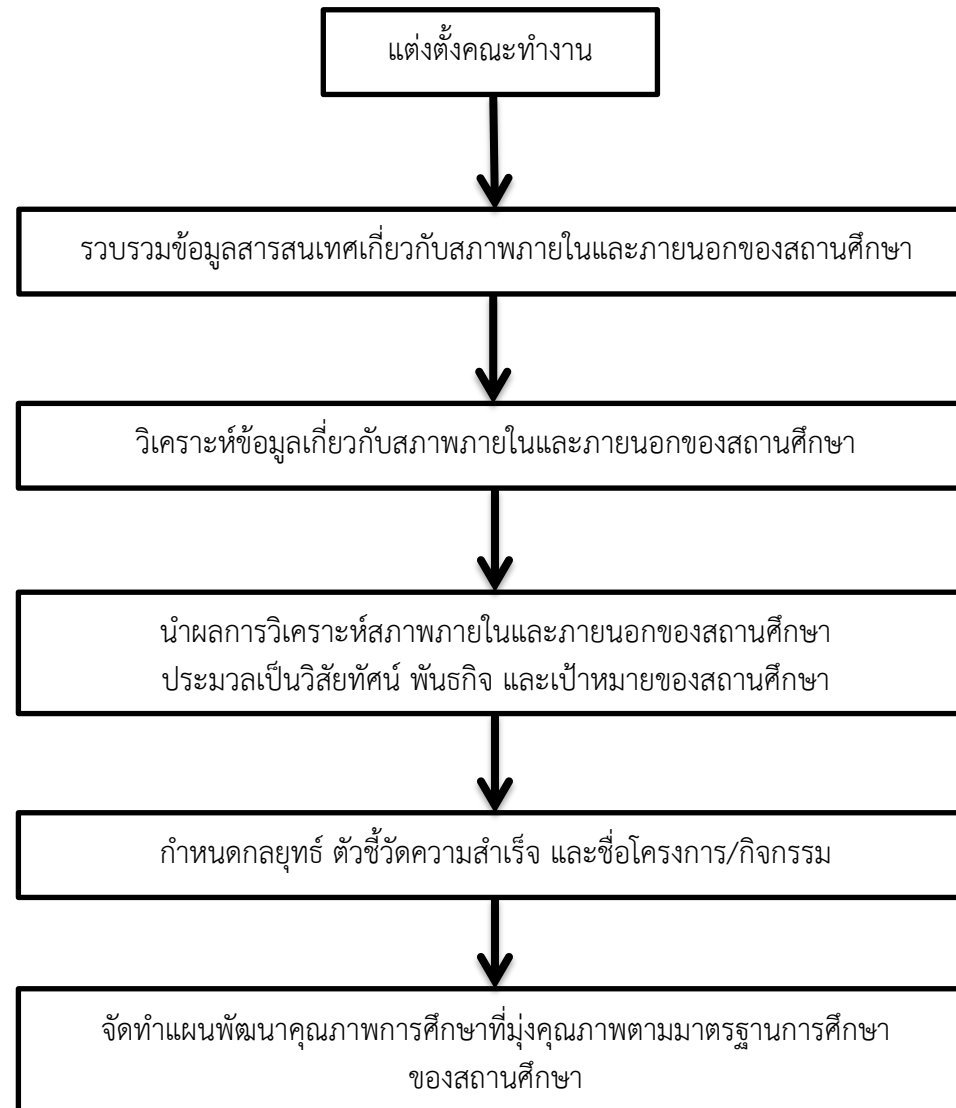 แต่งตั้งคณะทำงาน
รวบรวมข้อมูลสารสนเทศเกี่ยวกับสภาพภายในและภายนอกของสถานศึกษา
วิเคราะห์ข้อมูลเกี่ยวกับสภาพภายในและภายนอกของสถานศึกษา
นำผลการวิเคราะห์สภาพภายในและภายนอกของสถานศึกษา
ประมวลเป็นวิสัยทัศน์ พันธกิจ และเป้าหมายของสถานศึกษา
กำหนดกลยุทธ์ ตัวชี้วัดความสำเร็จ และชื่อโครงการ/กิจกรรม
จัดทำแผนพัฒนาคุณภาพการศึกษาที่มุ่งคุณภาพตามมาตรฐานการศึกษา
ของสถานศึกษา